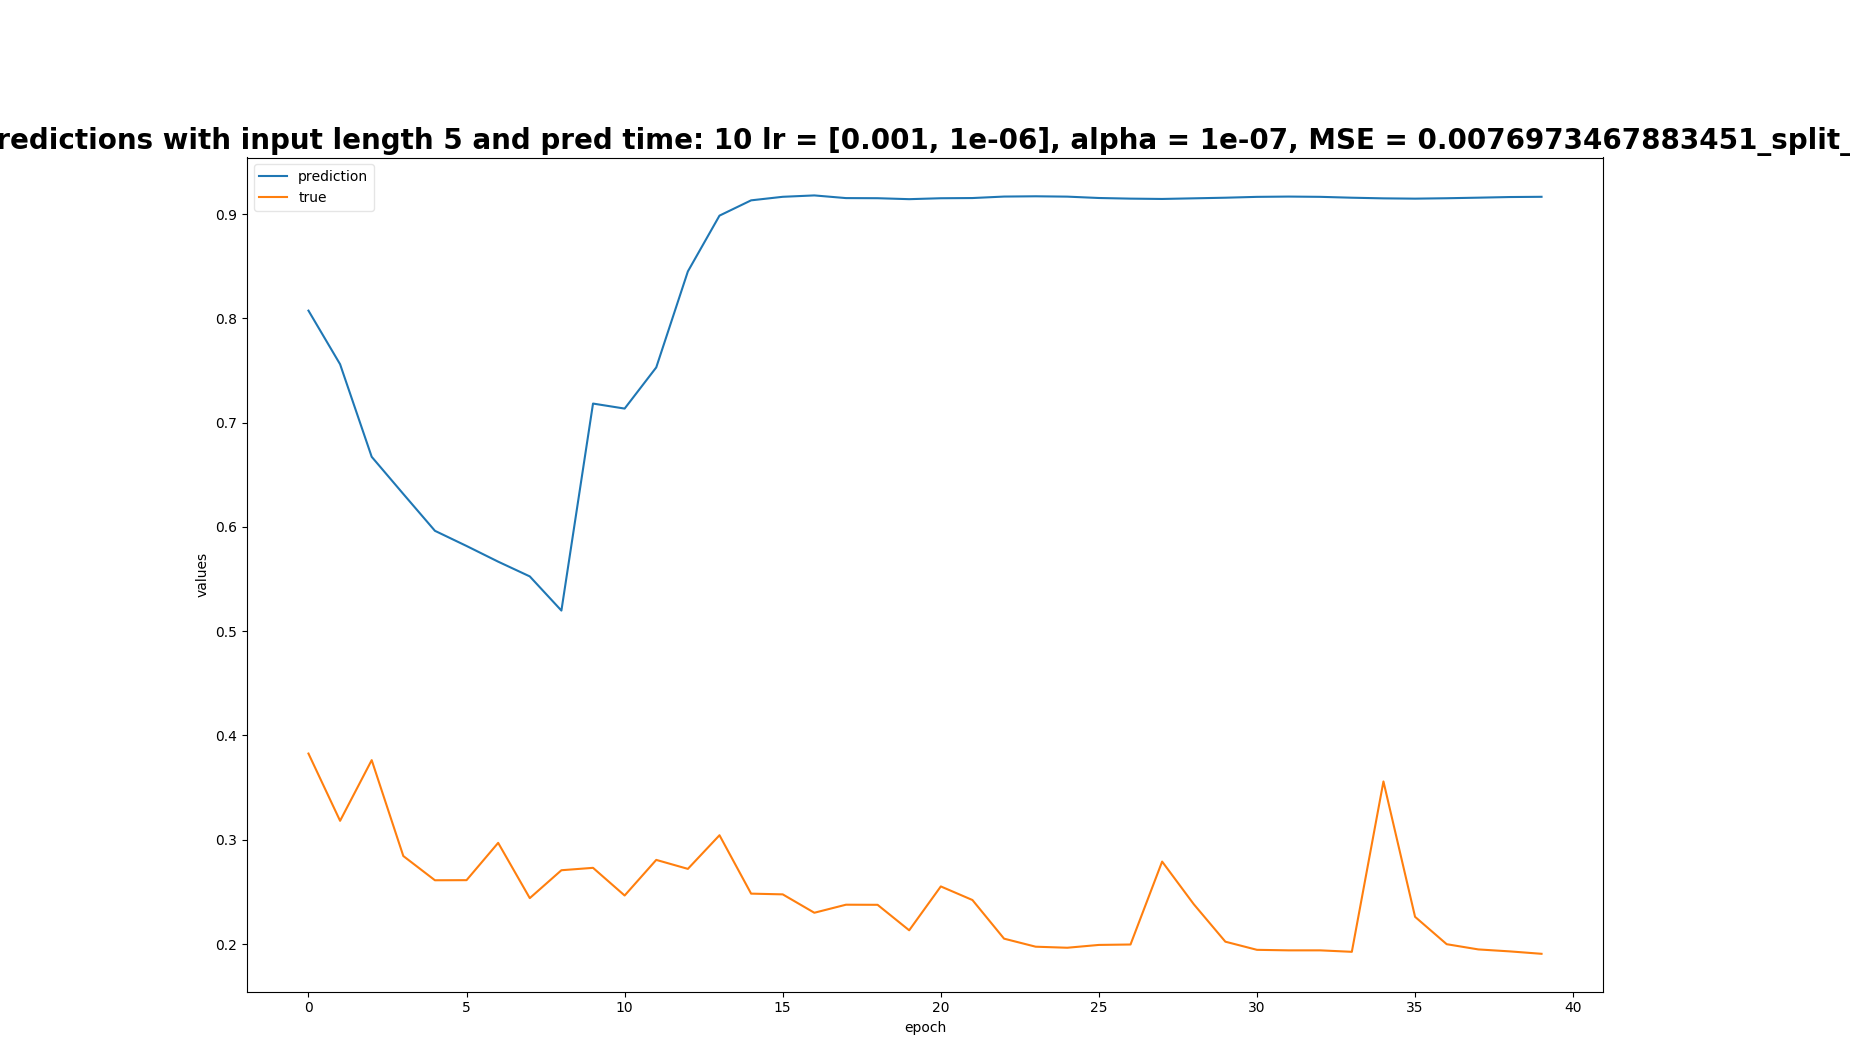 redictions with input length 5 and pred time: 10 lr = [0.001, 1e-06], alpha = 1e-07, MSE = 0.0076973467883451_split_
prediction
true
0.9
0.8
0.7
0.6
0.5
0.4
0.3
0.2
values
0 5 10 15 20 25 30 35 40
epoch